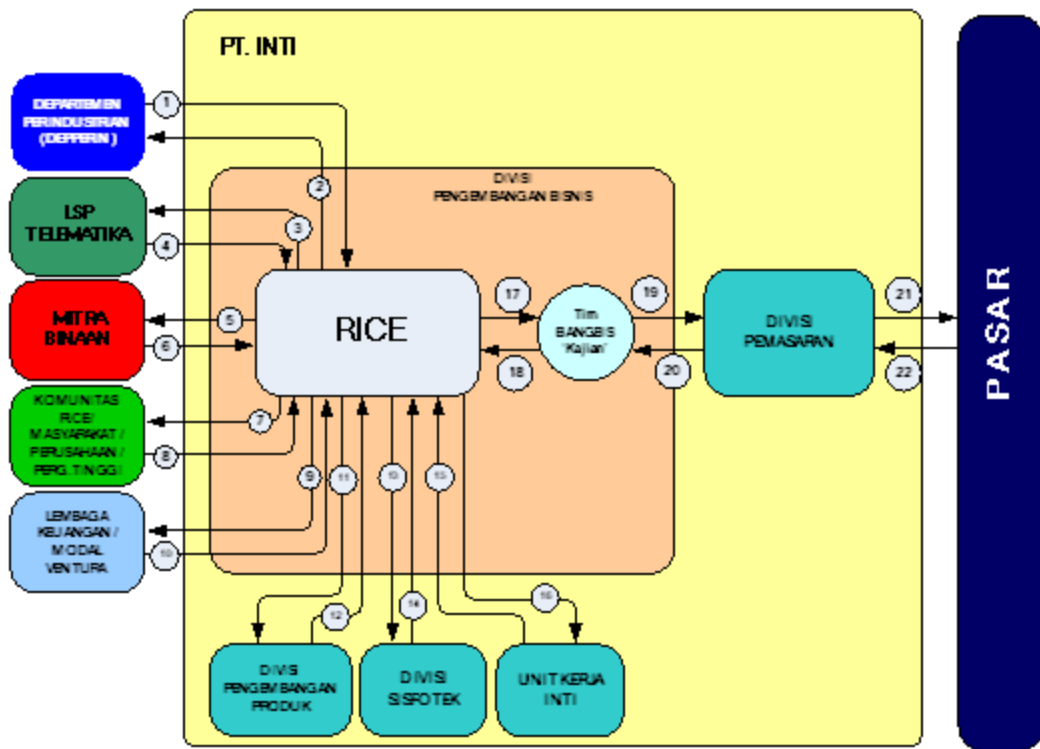 PT. INTI
DEPARTEMEN
PERINDUSTRIAN
(DEPPERIN)
1
2
DIVISI
PENGEMBANGAN BISNIS
LSP
TELEMATIKA
3
4
MITRA
BINAAN
5
6
RICE
17
18
Tim
BANGBIS
'Kajian'
19
20
DIVISI
PEMASARAN
21
22
PASAR
KOMUNITAS
RICE/
MASYARAKAT /
PERUSAHAAN /
PERG. TINGGI
7
8
LEMBAGA
KEUANGAN /
MODAL
VENTURA
9
10
11
12
13
14
15
16
DIVISI
PENGEMBANGAN
PRODUK
DIVISI
SISFOTEK
UNIT KERJA
INTI